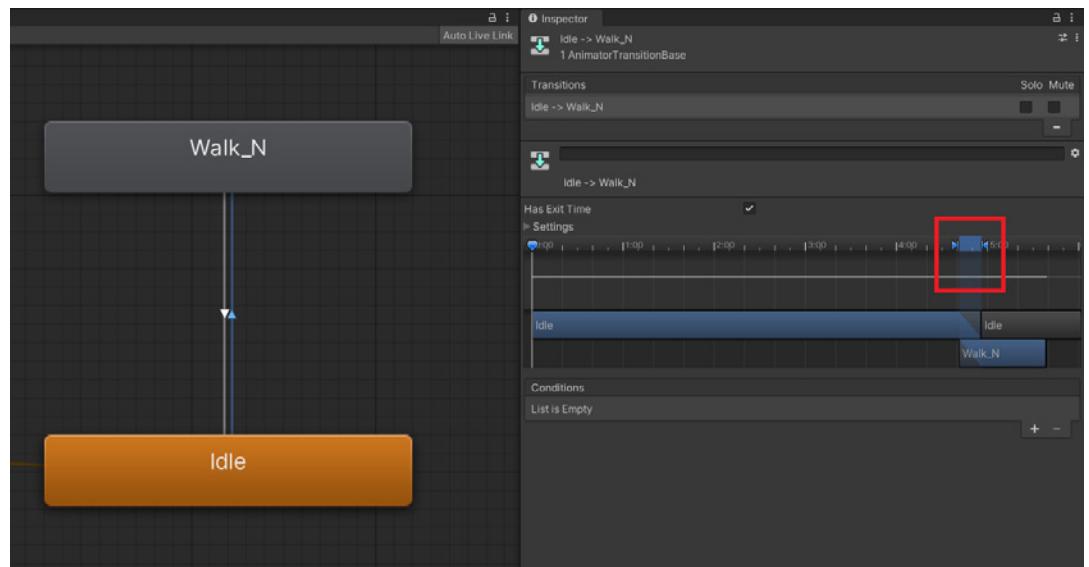 Auto Live Link
Walk_N
Idle
Inspector
Idle -> Walk_N
1 AnimatorTransitionBase
Transitions
Solo Mute
Idle -> Walk_N
Idle -> Walk_N
Has Exit Time
Settings
0:00 1:00 2:00 3:00 4:00 5:00
Idle Idle
Walk_N
Conditions
List is Empty